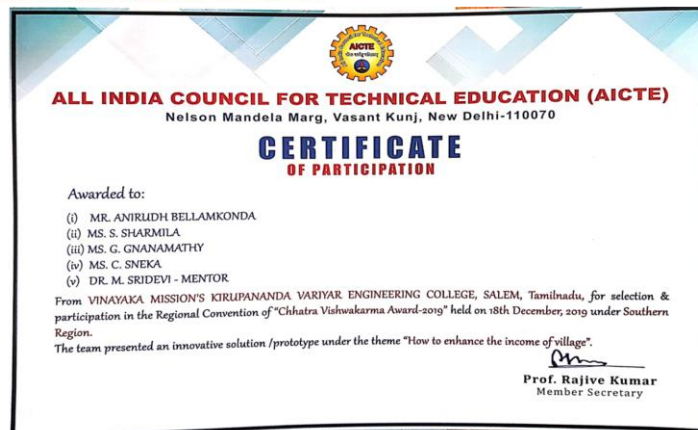 AICTE
ALL INDIA COUNCIL FOR TECHNICAL EDUCATION (AICTE)
Nelson Mandela Marg, Vasant Kunj, New Delhi-110070
CERTIFICATE
OF PARTICIPATION
Awarded to:
(i) MR. ANIRUDH BELLAMKONDA
(ii) MS. S. SHARMILA
(iii) MS. G. GNANAMATHY
(iv) MS. C. SNEKA
(v) DR. M. SRIDEVI - MENTOR
From VINAYAKA MISSION'S KIRUPANANDA VARIYAR ENGINEERING COLLEGE, SALEM, Tamilnadu, for selection &
participation in the Regional Convention of "Chhatra Vishwakarma Award-2019" held on 18th December, 2019 under Southern
Region.
The team presented an innovative solution /prototype under the theme "How to enhance the income of village".
Prof. Rajive Kumar
Member Secretary